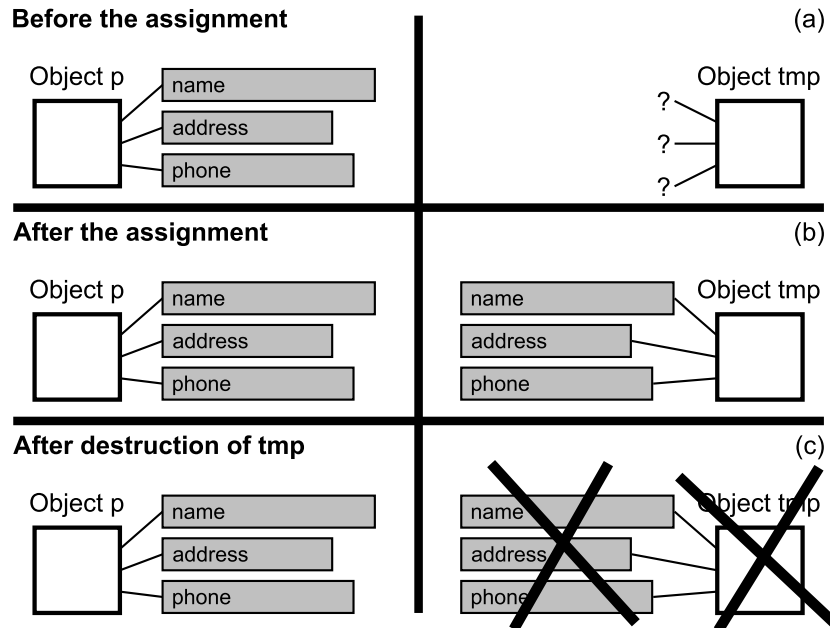 Before the assignment (a)
Object p
name
address
phone
Object tmp
?
?
?
After the assignment (b)
Object p
name
address
phone
name
address
phone
Object tmp
After destruction of tmp (c)
Object p
name
address
phone
name
address
phone
Object tmp